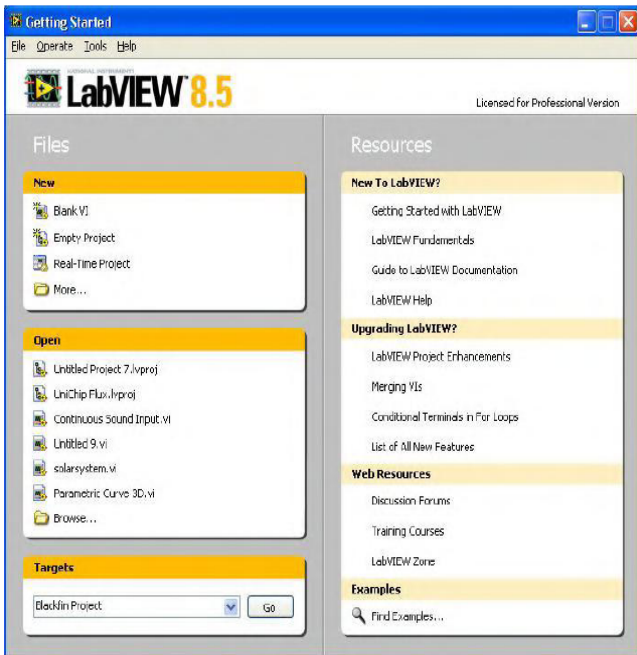 Getting Started
File Operate Tools Help
NATIONAL INSTRUMENTS
LabVIEW 8.5
Licensed for Professional Version
Files
New
Blank VI
Empty Project
Real-Time Project
More...
Open
Untitled Project 7.lvproj
UniChip Flux.lvproj
Continuous Sound Input.vi
Untitled 9.vi
solarsystem.vi
Parametric Curve 3D.vi
Browse...
Targets
Blackfin Project
Go
Resources
New To LabVIEW?
Getting Started with LabVIEW
LabVIEW Fundamentals
Guide to LabVIEW Documentation
LabVIEW Help
Upgrading LabVIEW?
LabVIEW Project Enhancements
Merging VIs
Conditional Terminals in For Loops
List of All New Features
Web Resources
Discussion Forums
Training Courses
LabVIEW Zone
Examples
Find Examples...